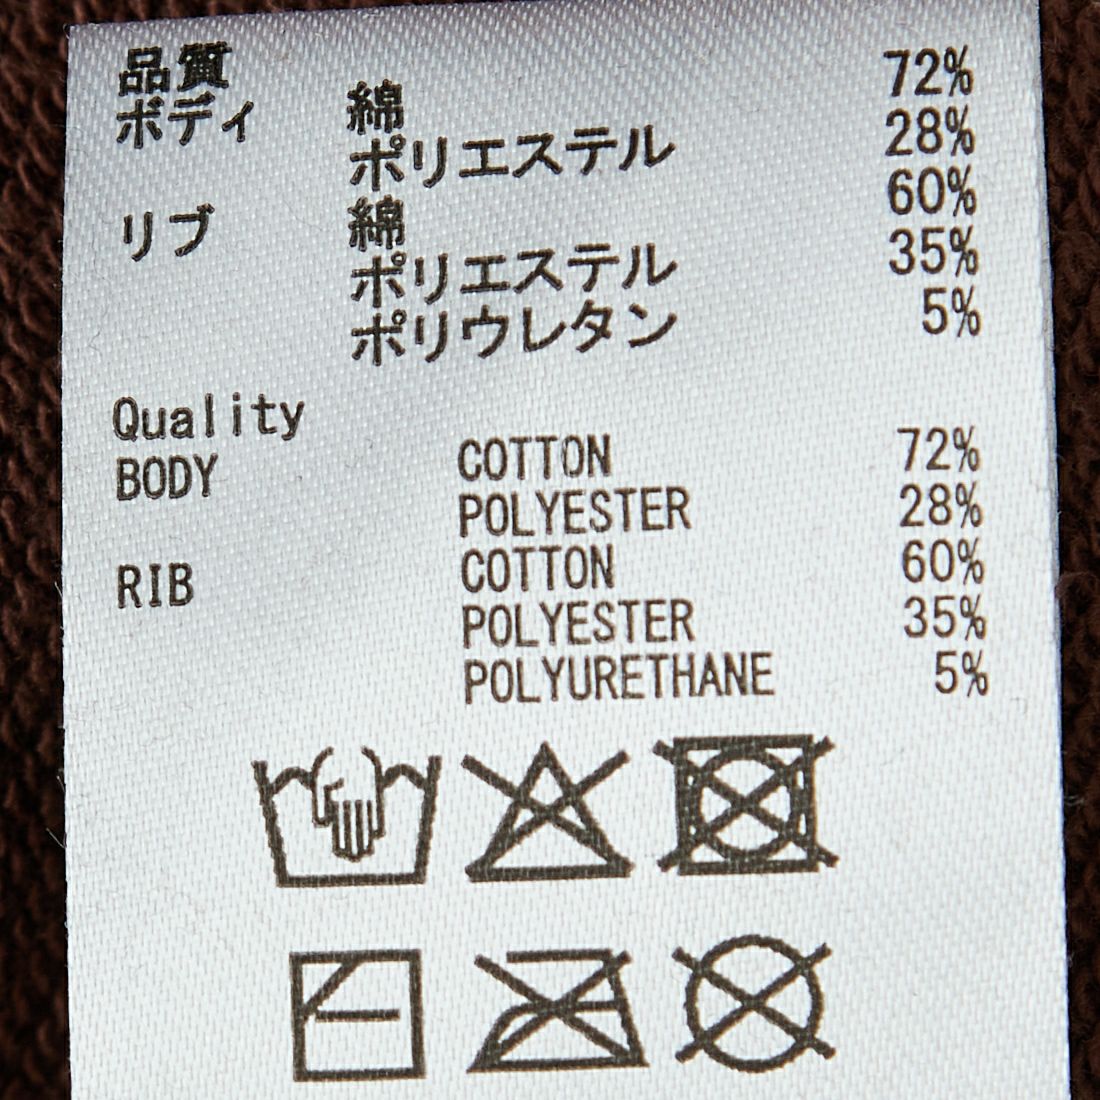 品質
ボディ 綿 72%
ポリエステル 28%
リブ 綿 60%
ポリエステル 35%
ポリウレタン 5%
Quality
BODY COTTON 72%
POLYESTER 28%
RIB COTTON 60%
POLYESTER 35%
POLYURETHANE 5%